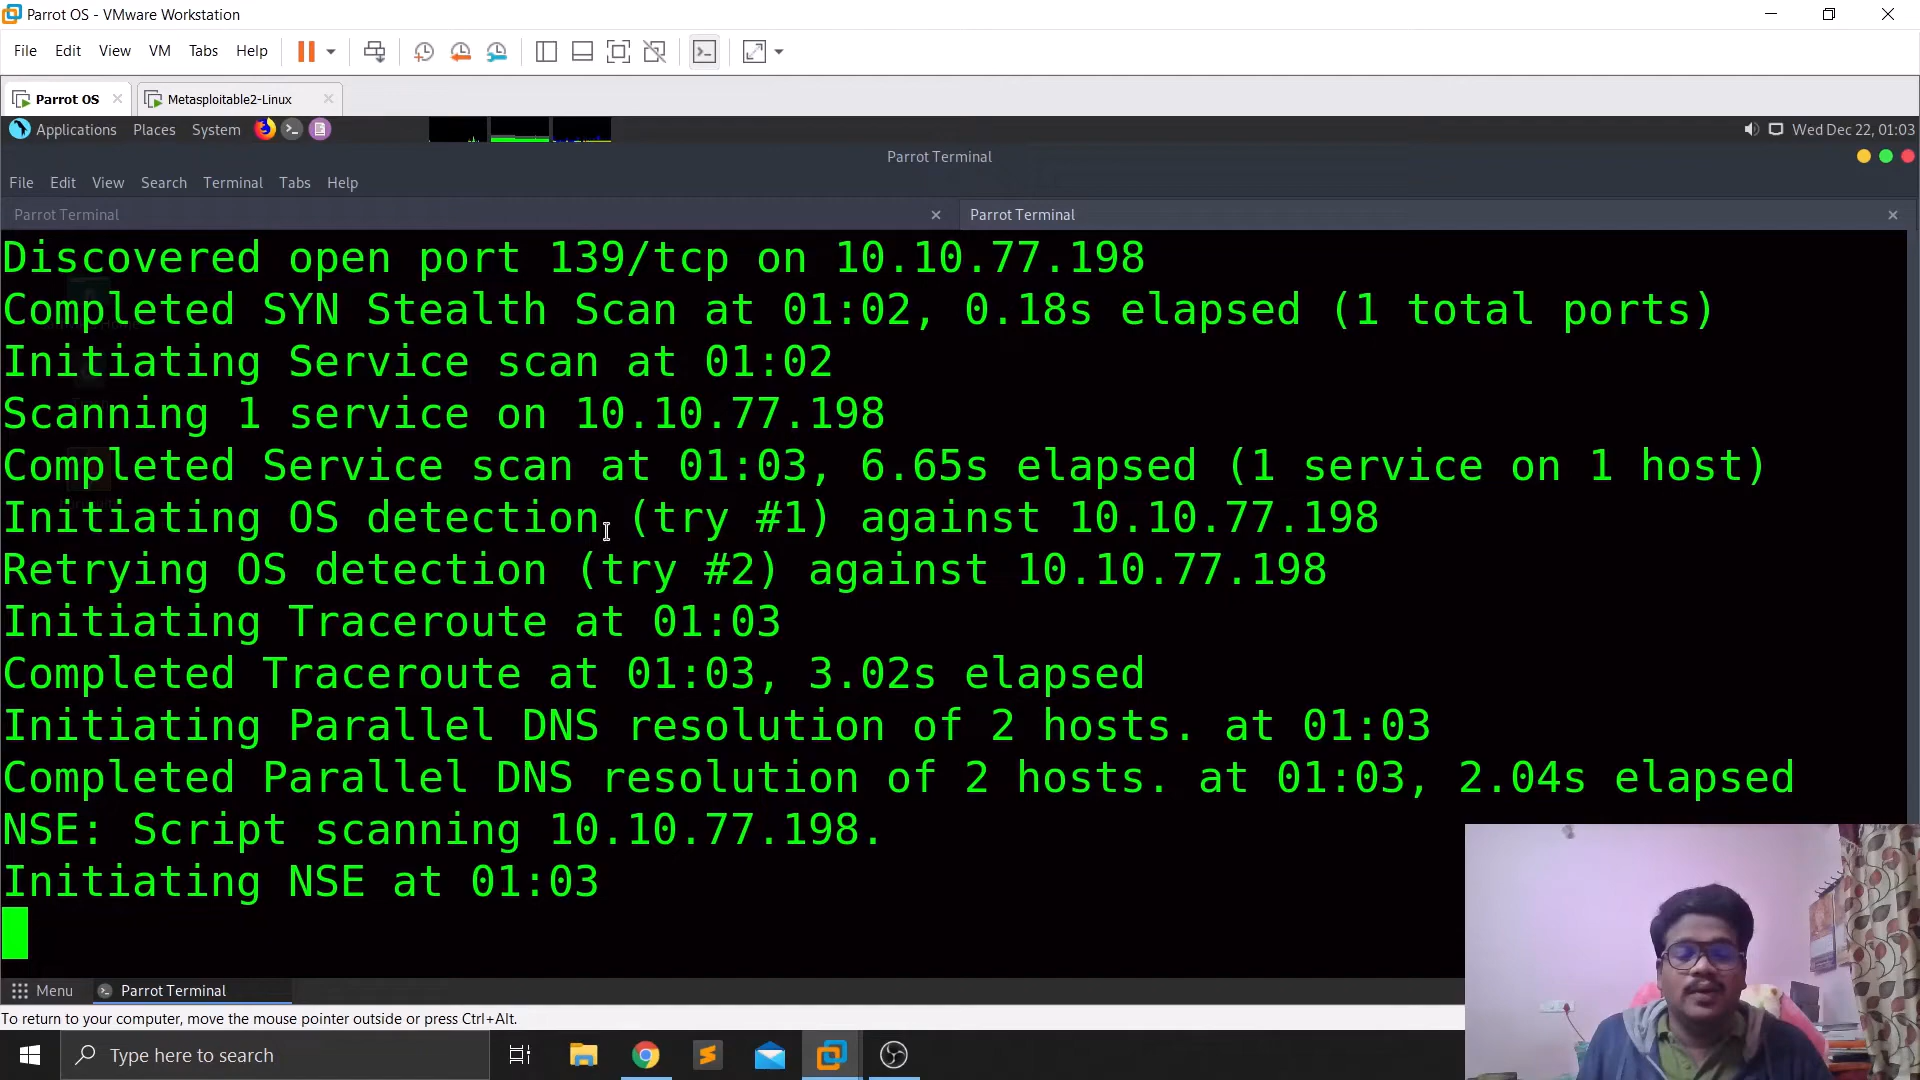 Parrot OS - VMware Workstation
File Edit View VM Tabs Help
Parrot OS
Metasploitable2-Linux
Applications Places System
Wed Dec 22, 01:03
Parrot Terminal
File Edit View Search Terminal Tabs Help
Parrot Terminal
Parrot Terminal
Discovered open port 139/tcp on 10.10.77.198
Completed SYN Stealth Scan at 01:02, 0.18s elapsed (1 total ports)
Initiating Service scan at 01:02
Scanning 1 service on 10.10.77.198
Completed Service scan at 01:03, 6.65s elapsed (1 service on 1 host)
Initiating OS detection (try #1) against 10.10.77.198
Retrying OS detection (try #2) against 10.10.77.198
Initiating Traceroute at 01:03
Completed Traceroute at 01:03, 3.02s elapsed
Initiating Parallel DNS resolution of 2 hosts. at 01:03
Completed Parallel DNS resolution of 2 hosts. at 01:03, 2.04s elapsed
NSE: Script scanning 10.10.77.198.
Initiating NSE at 01:03
Menu
Parrot Terminal
To return to your computer, move the mouse pointer outside or press Ctrl+Alt.
Type here to search